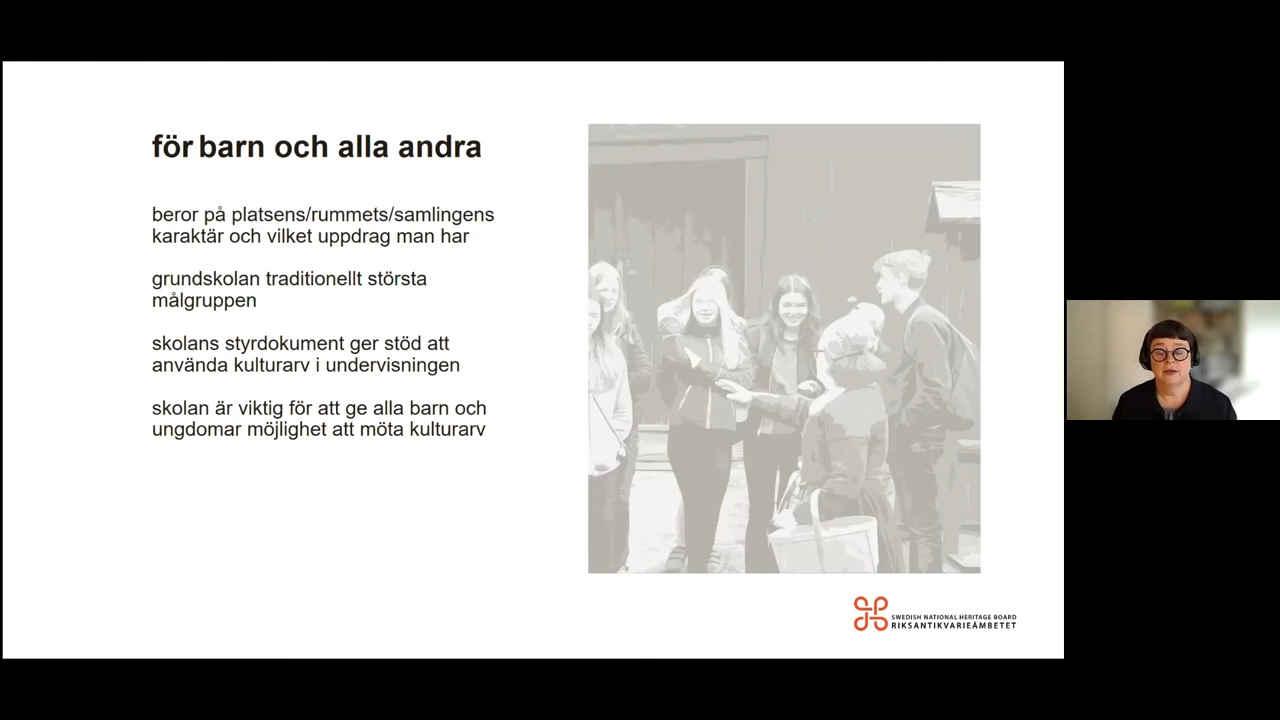 för barn och alla andra
beror på platsens/rummets/samlingens
karaktär och vilket uppdrag man har
grundskolan traditionellt största
målgruppen
skolans styrdokument ger stöd att
använda kulturarv i undervisningen
skolan är viktig för att ge alla barn och
ungdomar möjlighet att möta kulturarv
SWEDISH NATIONAL HERITAGE BOARD
RIKSANTIKVARIEÄMBETET